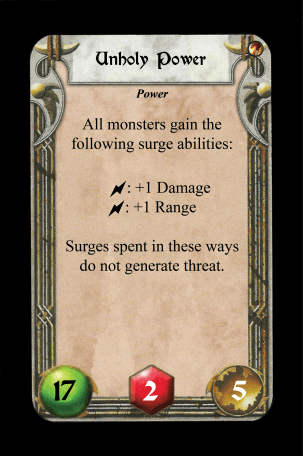 Unholy Power
Power
All monsters gain the
following surge abilities:
: +1 Damage
: +1 Range
Surges spent in these ways
do not generate threat.
17
2
5